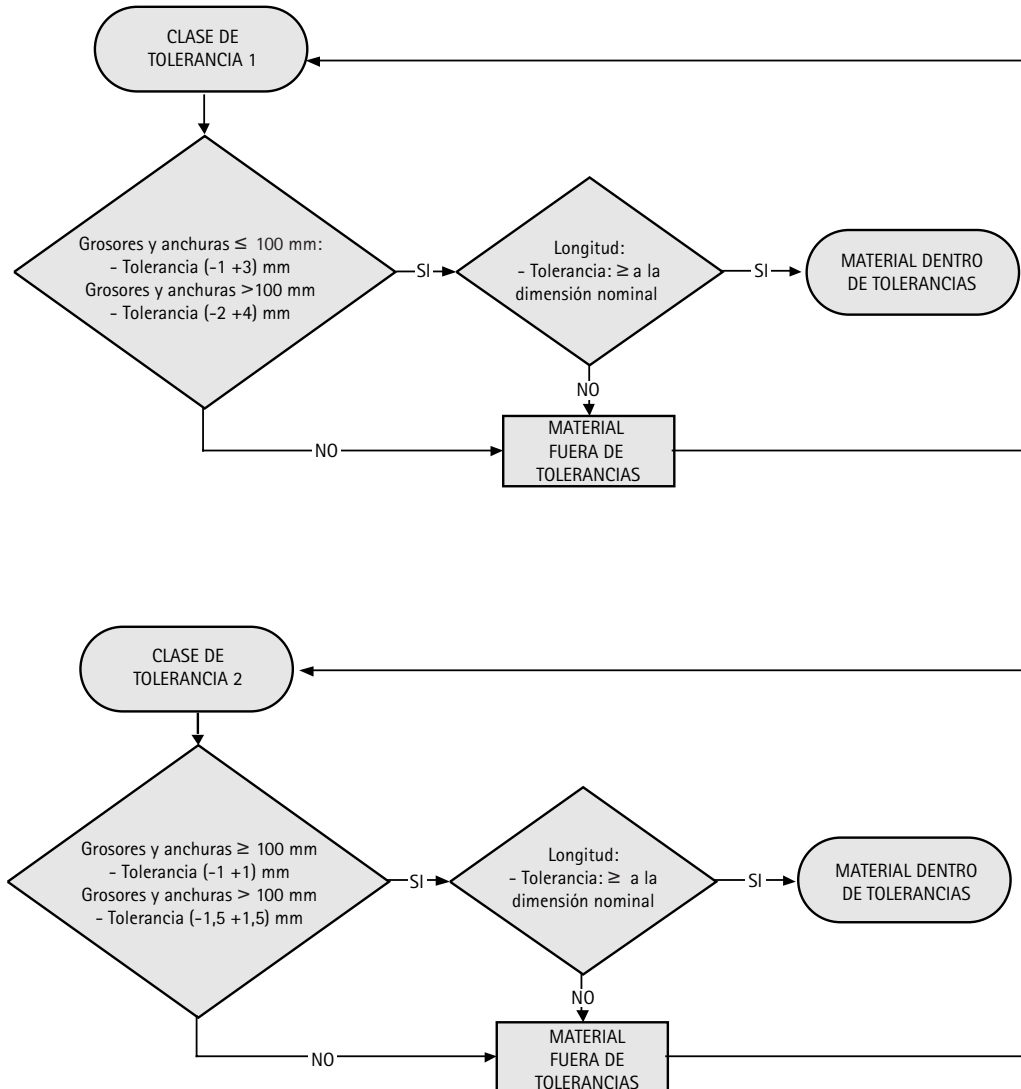 CLASE DE
TOLERANCIA 1
Grosores y anchuras ≤ 100 mm:
- Tolerancia (-1 +3) mm
Grosores y anchuras >100 mm
- Tolerancia (-2 +4) mm
SI
Longitud:
- Tolerancia: ≥ a la
dimensión nominal
SI
MATERIAL DENTRO
DE TOLERANCIAS
NO
NO
MATERIAL
FUERA DE
TOLERANCIAS
CLASE DE
TOLERANCIA 2
Grosores y anchuras ≥ 100 mm
- Tolerancia (-1 +1) mm
Grosores y anchuras > 100 mm
- Tolerancia (-1,5 +1,5) mm
SI
Longitud:
- Tolerancia: ≥ a la
dimensión nominal
SI
MATERIAL DENTRO
DE TOLERANCIAS
NO
NO
MATERIAL
FUERA DE
TOLERANCIAS